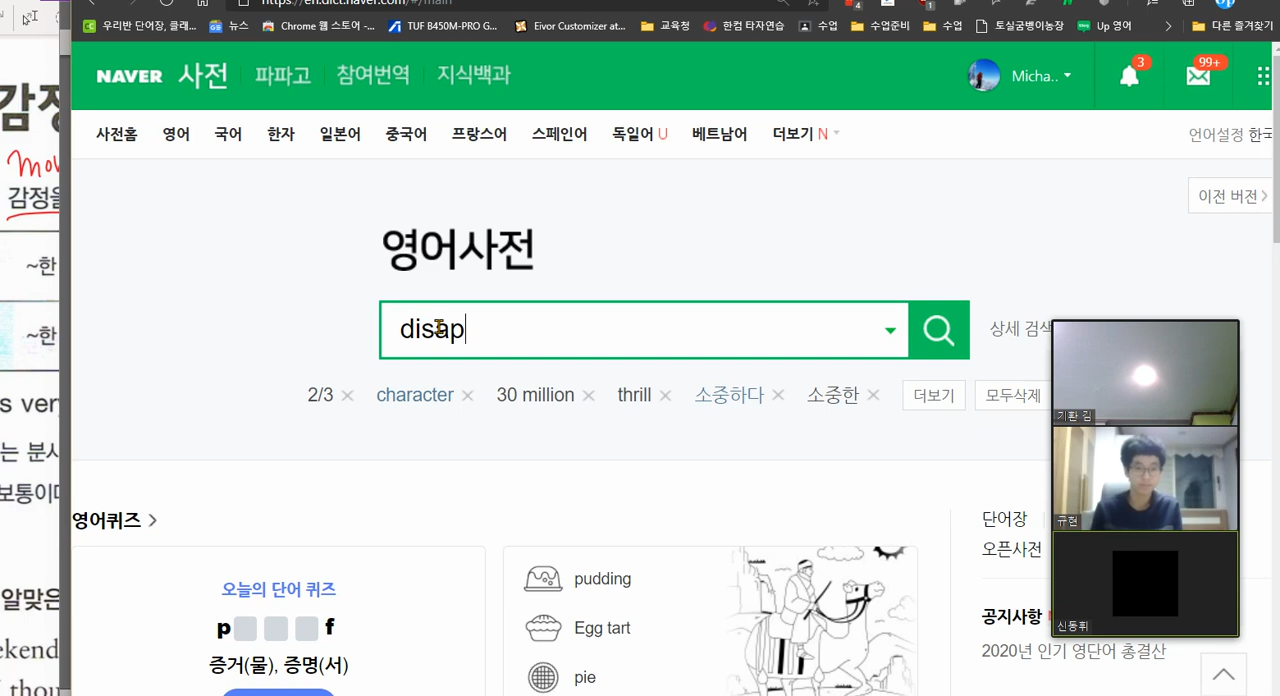 우리반 단어장, 클래...
뉴스
Chrome 웹 스토어 -...
TUF B450M-PRO G...
Eivor Customizer at...
교육청
한컴 타자연습
수업
수업준비
수업
토실굼벵이농장
Up 영어
다른 즐겨찾기
NAVER 사전
파파고
참여번역
지식백과
Micha..
3
99+
사전홈
영어
국어
한자
일본어
중국어
프랑스어
스페인어
독일어 U
베트남어
더보기 N
언어설정 한국
이전 버전
영어사전
disap
상세 검색
2/3
character
30 million
thrill
소중하다
소중한
더보기
모두삭제
기환 김
규현
신동휘
영어퀴즈
오늘의 단어 퀴즈
p f
증거(물), 증명(서)
pudding
Egg tart
pie
단어장
오픈사전
공지사항
2020년 인기 영단어 총결산
감정
감정을
~한
~한
s ver
는 분사
보통이다
알맞은
ekend
thou